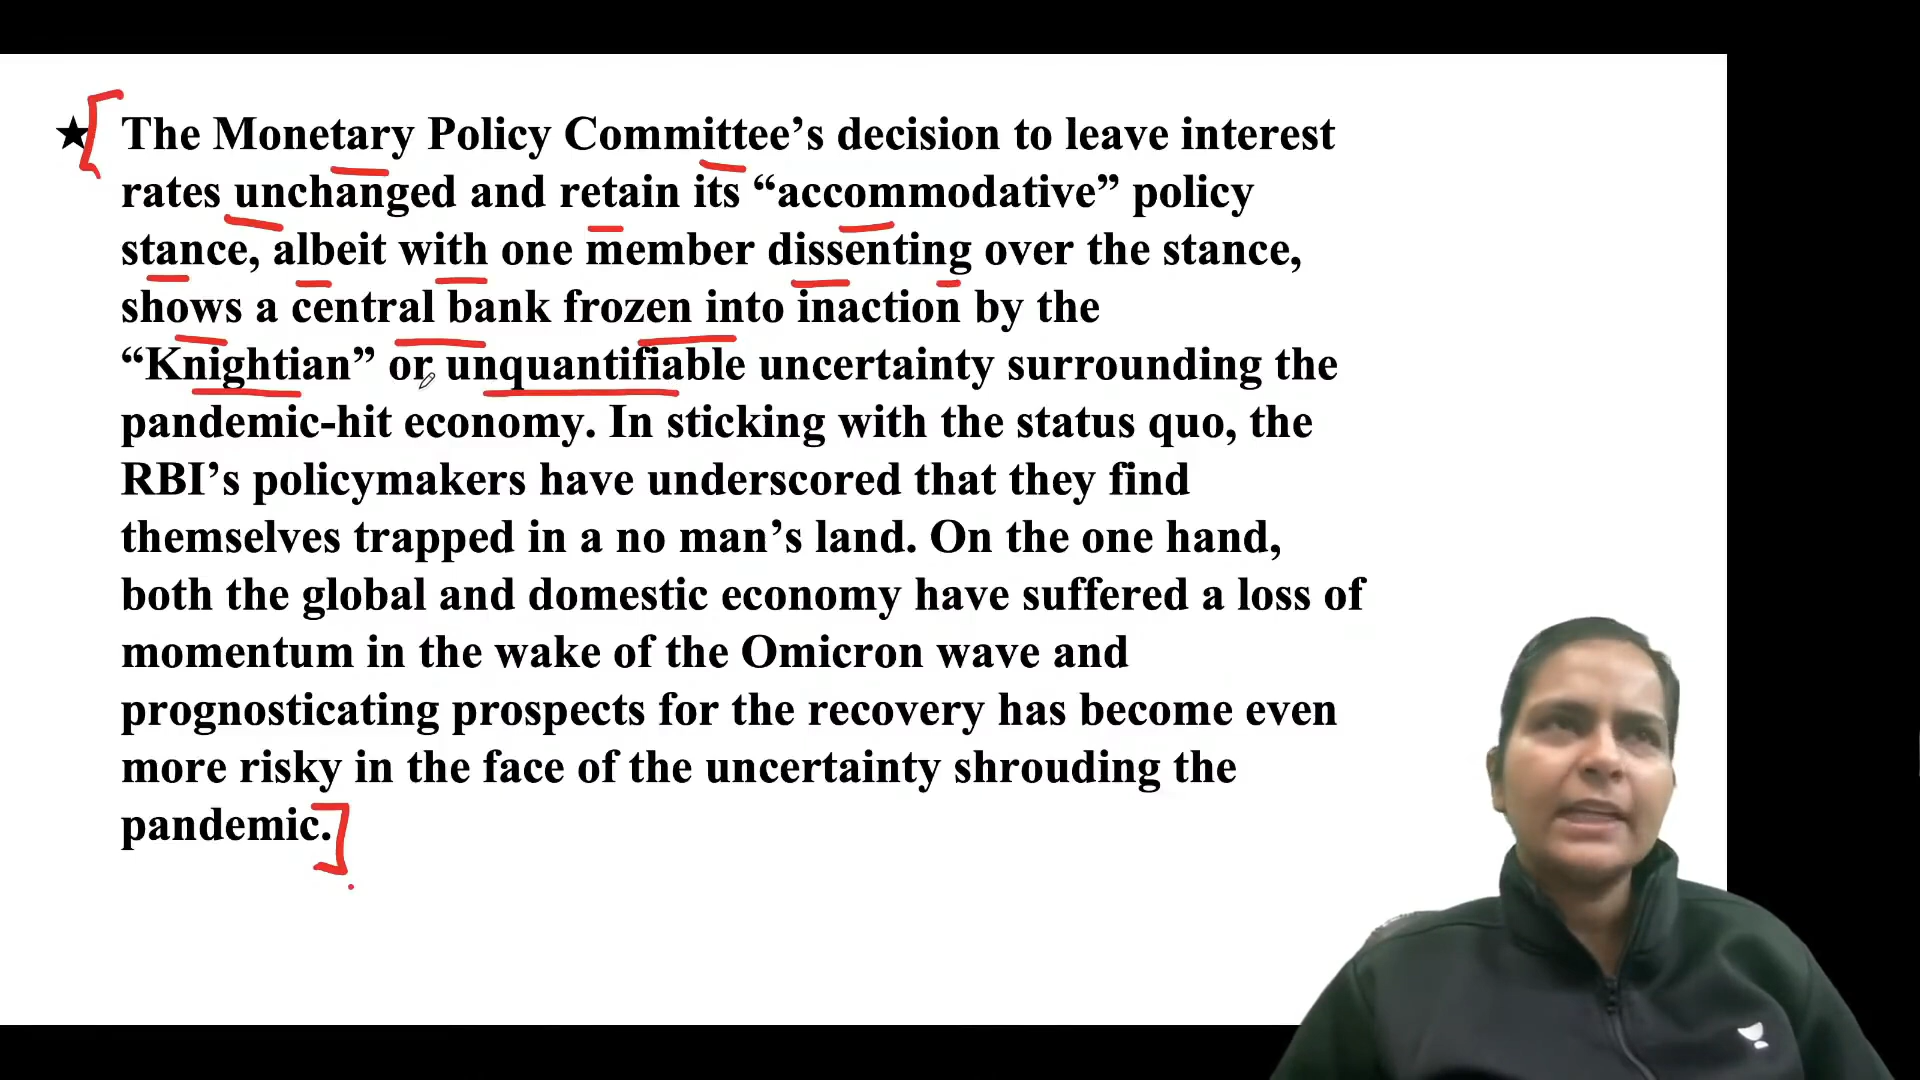 ★ The Monetary Policy Committee’s decision to leave interest
rates unchanged and retain its “accommodative” policy
stance, albeit with one member dissenting over the stance,
shows a central bank frozen into inaction by the
“Knightian” or unquantifiable uncertainty surrounding the
pandemic-hit economy. In sticking with the status quo, the
RBI’s policymakers have underscored that they find
themselves trapped in a no man’s land. On the one hand,
both the global and domestic economy have suffered a loss of
momentum in the wake of the Omicron wave and
prognosticating prospects for the recovery has become even
more risky in the face of the uncertainty shrouding the
pandemic.